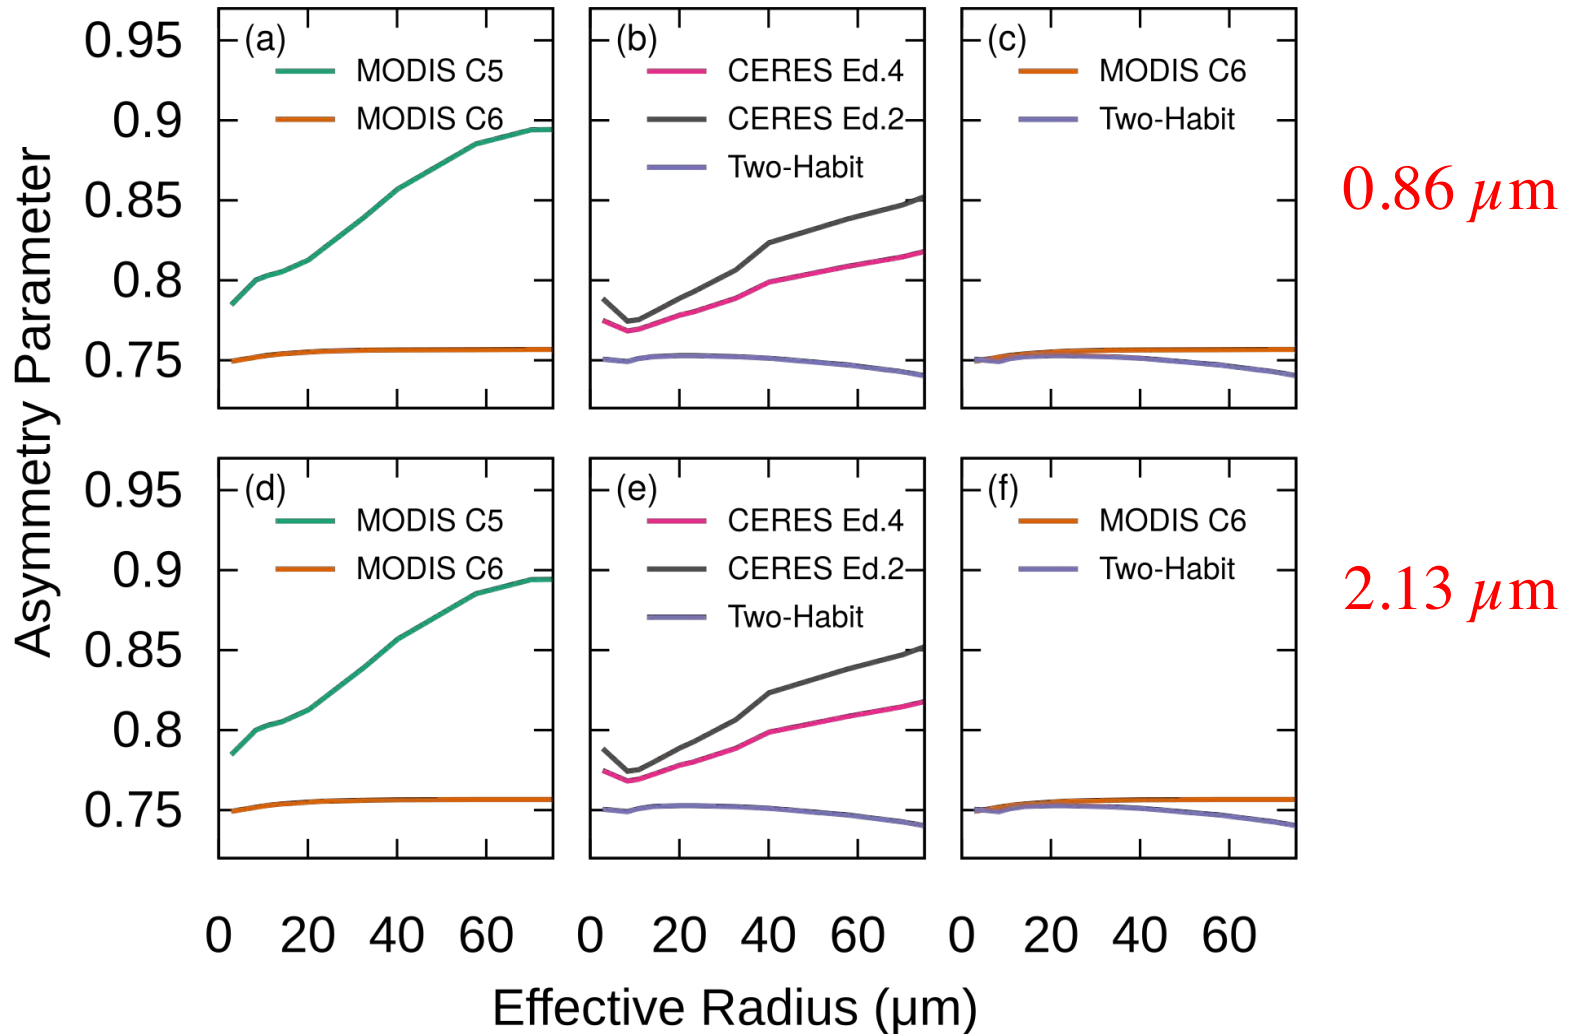 Asymmetry Parameter
0.95
0.9
0.85
0.8
0.75
(a)
MODIS C5
MODIS C6
(b)
CERES Ed.4
CERES Ed.2
Two-Habit
(c)
MODIS C6
Two-Habit
0.86 μm
0.95
0.9
0.85
0.8
0.75
(d)
MODIS C5
MODIS C6
(e)
CERES Ed.4
CERES Ed.2
Two-Habit
(f)
MODIS C6
Two-Habit
2.13 μm
0 20 40 60 0 20 40 60 0 20 40 60
Effective Radius (μm)